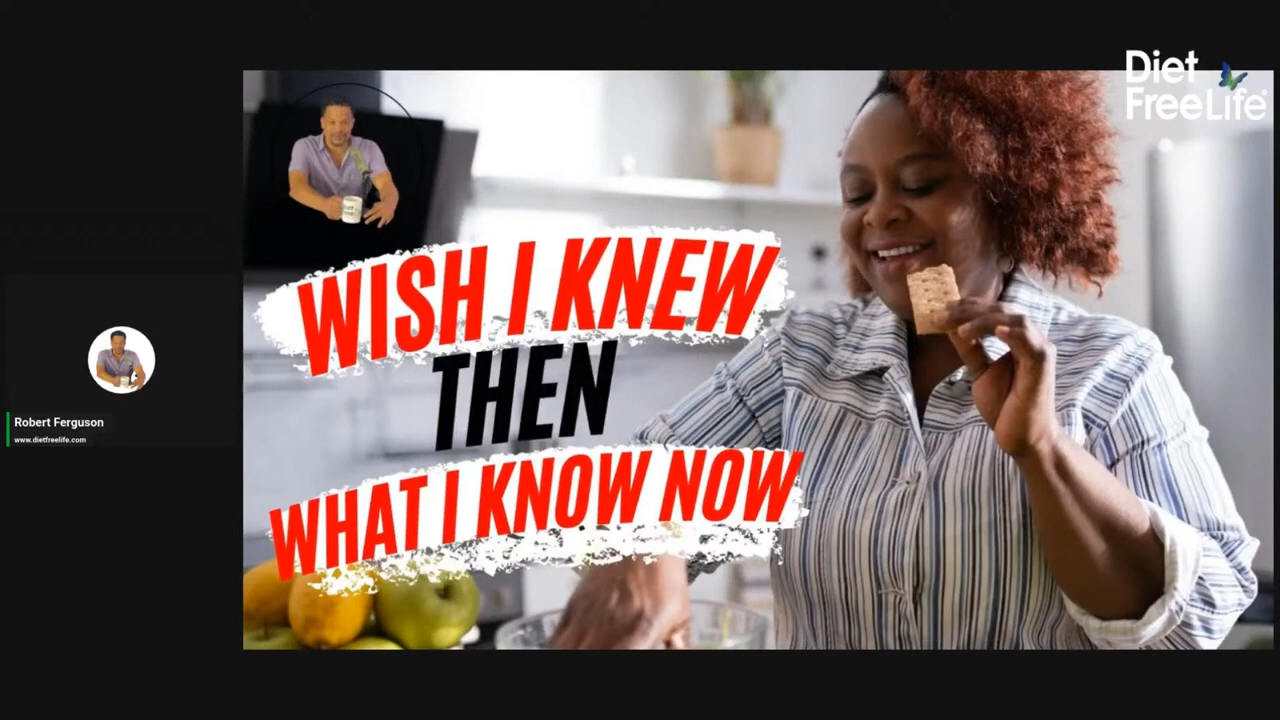 Diet
FreeLife®
WISH I KNEW
THEN
WHAT I KNOW NOW
Robert Ferguson
www.dietfreelife.com